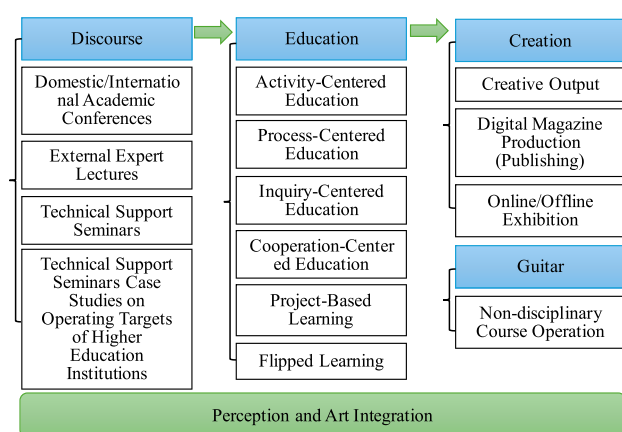 Discourse
Domestic/Internatio
nal Academic
Conferences
External Expert
Lectures
Technical Support
Seminars
Technical Support
Seminars Case
Studies on
Operating Targets
of Higher
Education
Institutions
Education
Activity-Centered
Education
Process-Centered
Education
Inquiry-Centered
Education
Cooperation-Center
ed Education
Project-Based
Learning
Flipped Learning
Creation
Creative Output
Digital Magazine
Production
(Publishing)
Online/Offline
Exhibition
Guitar
Non-disciplinary
Course Operation
Perception and Art Integration